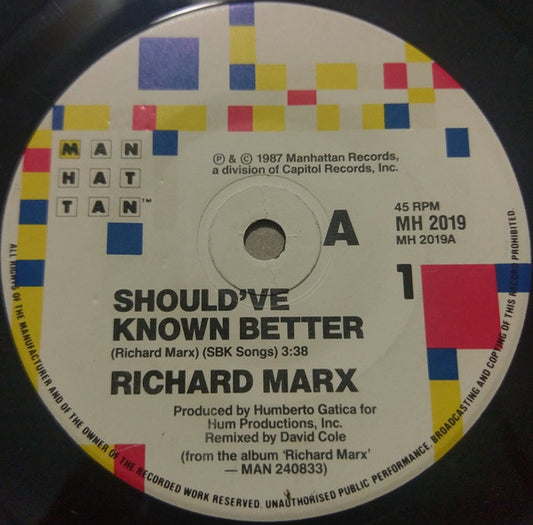 MAN
HAT
TAN™
Ⓟ & © 1987 Manhattan Records,
a division of Capitol Records, Inc.
A
45 RPM
MH 2019
MH 2019A
1
SHOULD'VE
KNOWN BETTER
(Richard Marx) (SBK Songs) 3:38
RICHARD MARX
Produced by Humberto Gatica for
Hum Productions, Inc.
Remixed by David Cole
(from the album 'Richard Marx'
— MAN 240833)
ALL RIGHTS OF THE MANUFACTURER AND OF THE OWNER OF THE RECORDED WORK RESERVED. UNAUTHORISED PUBLIC PERFORMANCE, BROADCASTING AND COPYING OF THIS RECORD PROHIBITED.